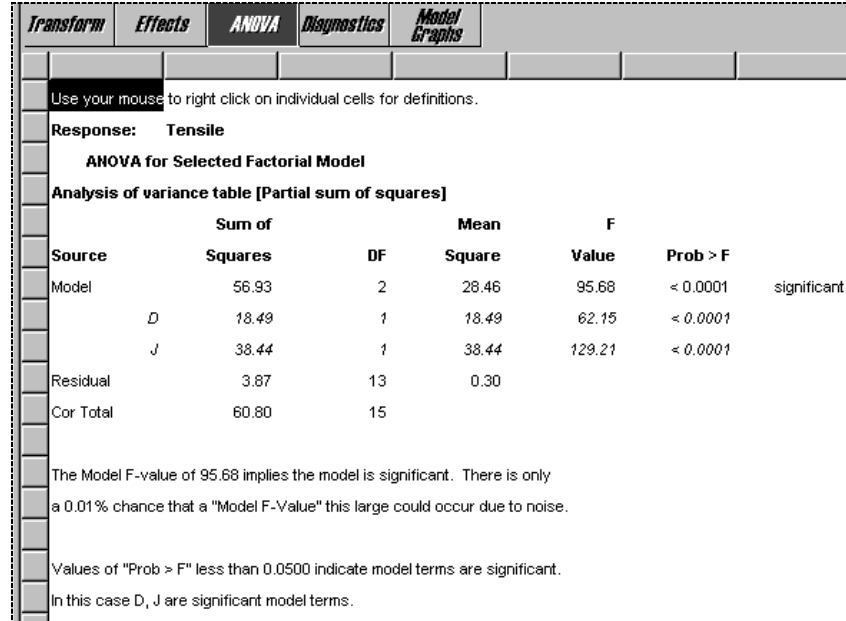 Transform Effects ANOVA Diagnostics Model Graphs
Use your mouse to right click on individual cells for definitions.
Response: Tensile
ANOVA for Selected Factorial Model
Analysis of variance table [Partial sum of squares]
Sum of Mean F
Source Squares DF Square Value Prob > F
Model 56.93 2 28.46 95.68 < 0.0001 significant
D 18.49 1 18.49 62.15 < 0.0001
J 38.44 1 38.44 129.21 < 0.0001
Residual 3.87 13 0.30
Cor Total 60.80 15
The Model F-value of 95.68 implies the model is significant. There is only
a 0.01% chance that a "Model F-Value" this large could occur due to noise.
Values of "Prob > F" less than 0.0500 indicate model terms are significant.
In this case D, J are significant model terms.